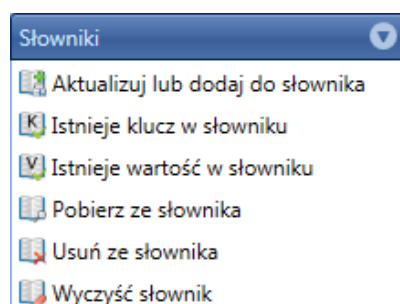 Słowniki
Aktualizuj lub dodaj do słownika
K Istnieje klucz w słowniku
V Istnieje wartość w słowniku
Pobierz ze słownika
Usuń ze słownika
Wyczyść słownik